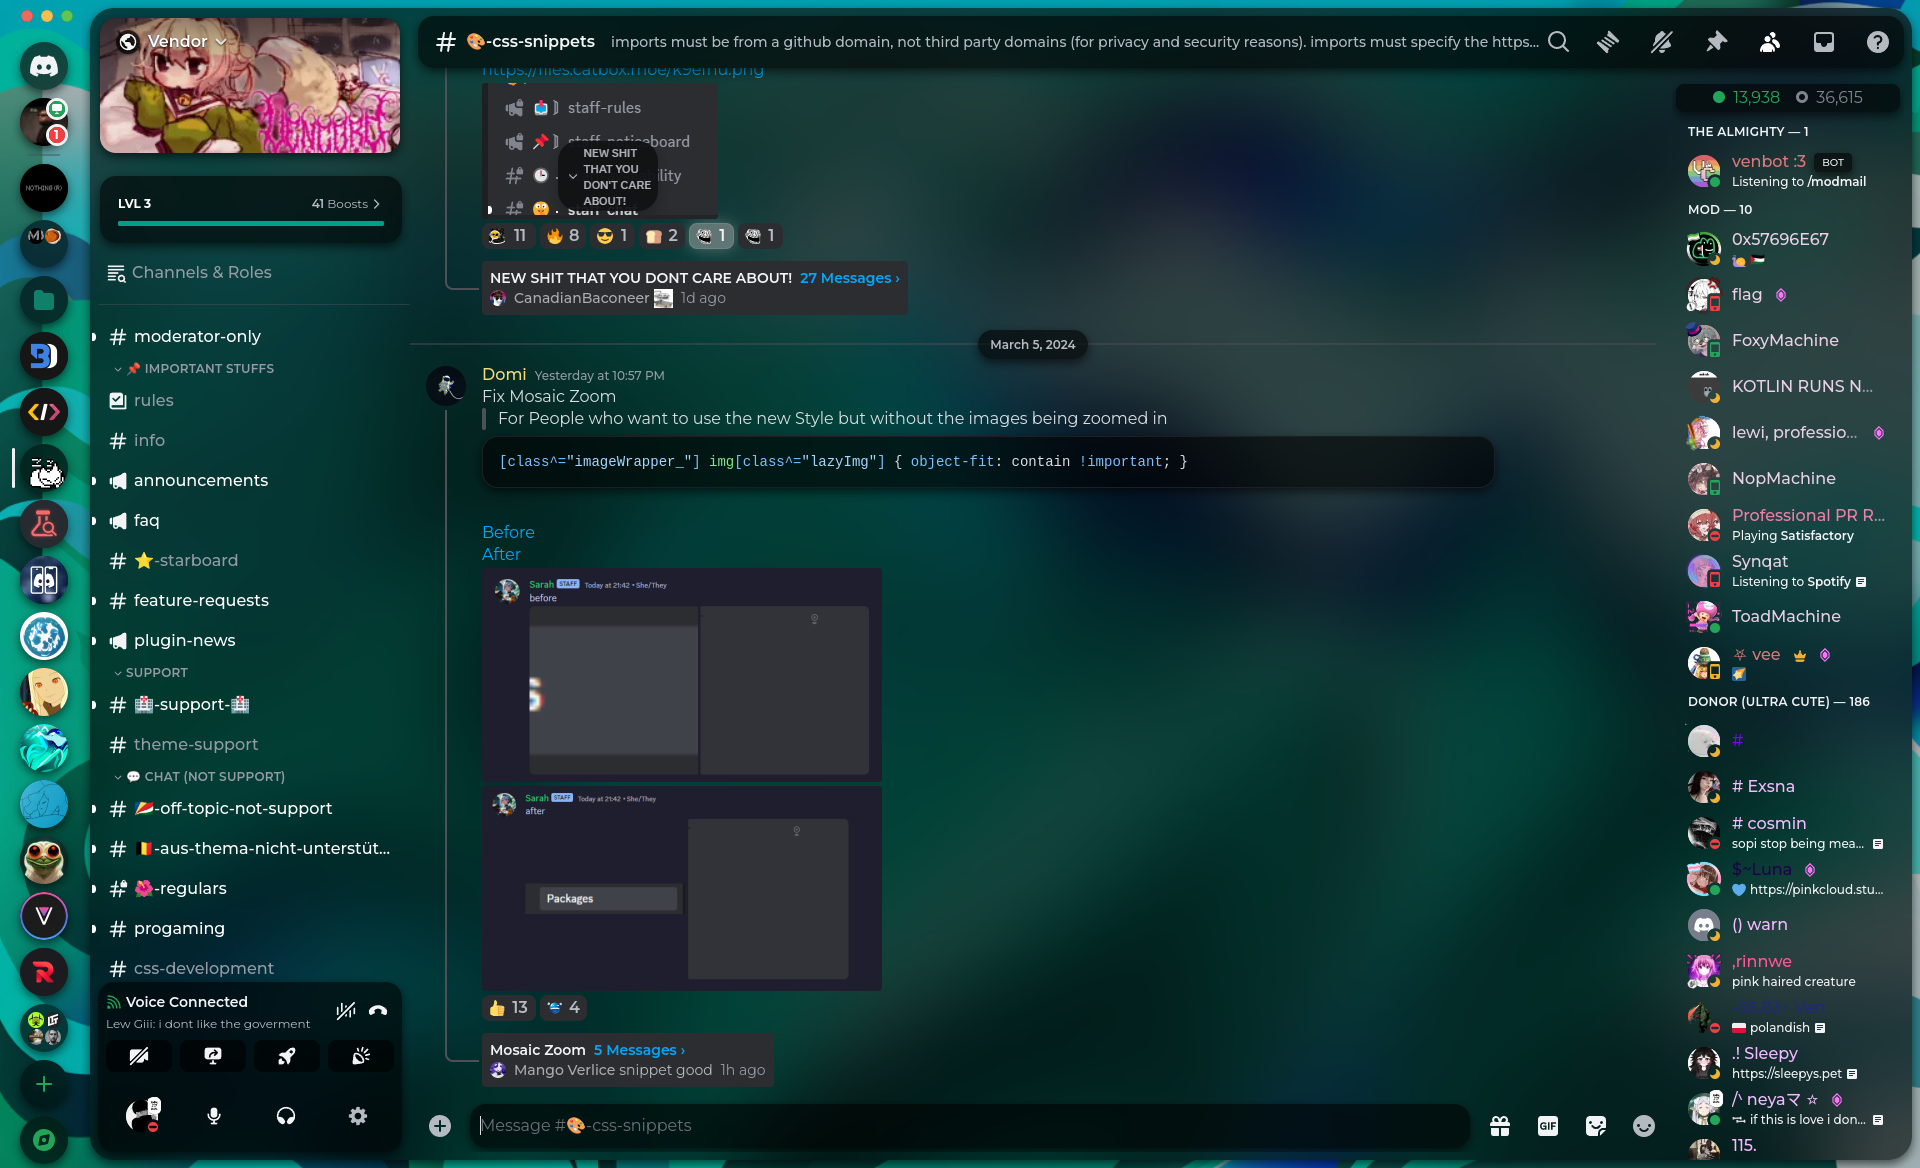 Vendor
LVL 3
41 Boosts
Channels & Roles
moderator-only
📌 IMPORTANT STUFFS
rules
info
announcements
faq
⭐-starboard
feature-requests
plugin-news
SUPPORT
🏥-support-🏥
theme-support
💬 CHAT (NOT SUPPORT)
🇸🇨-off-topic-not-support
🇧🇪-aus-thema-nicht-unterstüt...
🌺-regulars
progaming
css-development
Voice Connected
Lew Giii: i dont like the goverment
NOTHING (R)
1
# 🎨-css-snippets
imports must be from a github domain, not third party domains (for privacy and security reasons). imports must specify the https...
https://files.catbox.moe/k9eihd.png
staff-rules
staff-noticeboard
NEW SHIT
THAT YOU
DON'T CARE
ABOUT!
staff-chat
11
8
1
2
1
1
NEW SHIT THAT YOU DONT CARE ABOUT! 27 Messages ›
CanadianBaconeer 1d ago
March 5, 2024
Domi Yesterday at 10:57 PM
Fix Mosaic Zoom
For People who want to use the new Style but without the images being zoomed in
[class^="imageWrapper_"] img[class^="lazyImg"] { object-fit: contain !important; }
Before
After
Sarah STAFF Today at 21:42 • She/They
before
Sarah STAFF Today at 21:42 • She/They
after
Packages
13
4
Mosaic Zoom 5 Messages ›
Mango Verlice snippet good 1h ago
Message #🎨-css-snippets
GIF
13,938
36,615
THE ALMIGHTY — 1
venbot :3 BOT
Listening to /modmail
MOD — 10
0x57696E67
flag
FoxyMachine
KOTLIN RUNS N...
lewi, professio...
NopMachine
Professional PR R...
Playing Satisfactory
Synqat
Listening to Spotify
ToadMachine
⛧ vee
DONOR (ULTRA CUTE) — 186
#
# Exsna
# cosmin
sopi stop being mea...
$~Luna
💙 https://pinkcloud.stu...
() warn
,rinnwe
pink haired creature
🇵🇱 polandish
.! Sleepy
https://sleepys.pet
/^ neyaマ ☆
if this is love i don...
115.